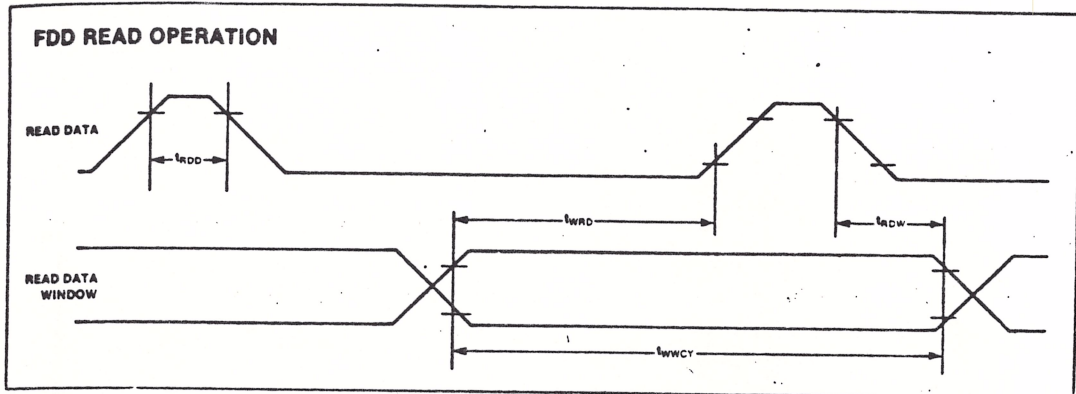 FDD READ OPERATION
READ DATA
tRDD
tWRD
tRDW
READ DATA
WINDOW
tWWCY